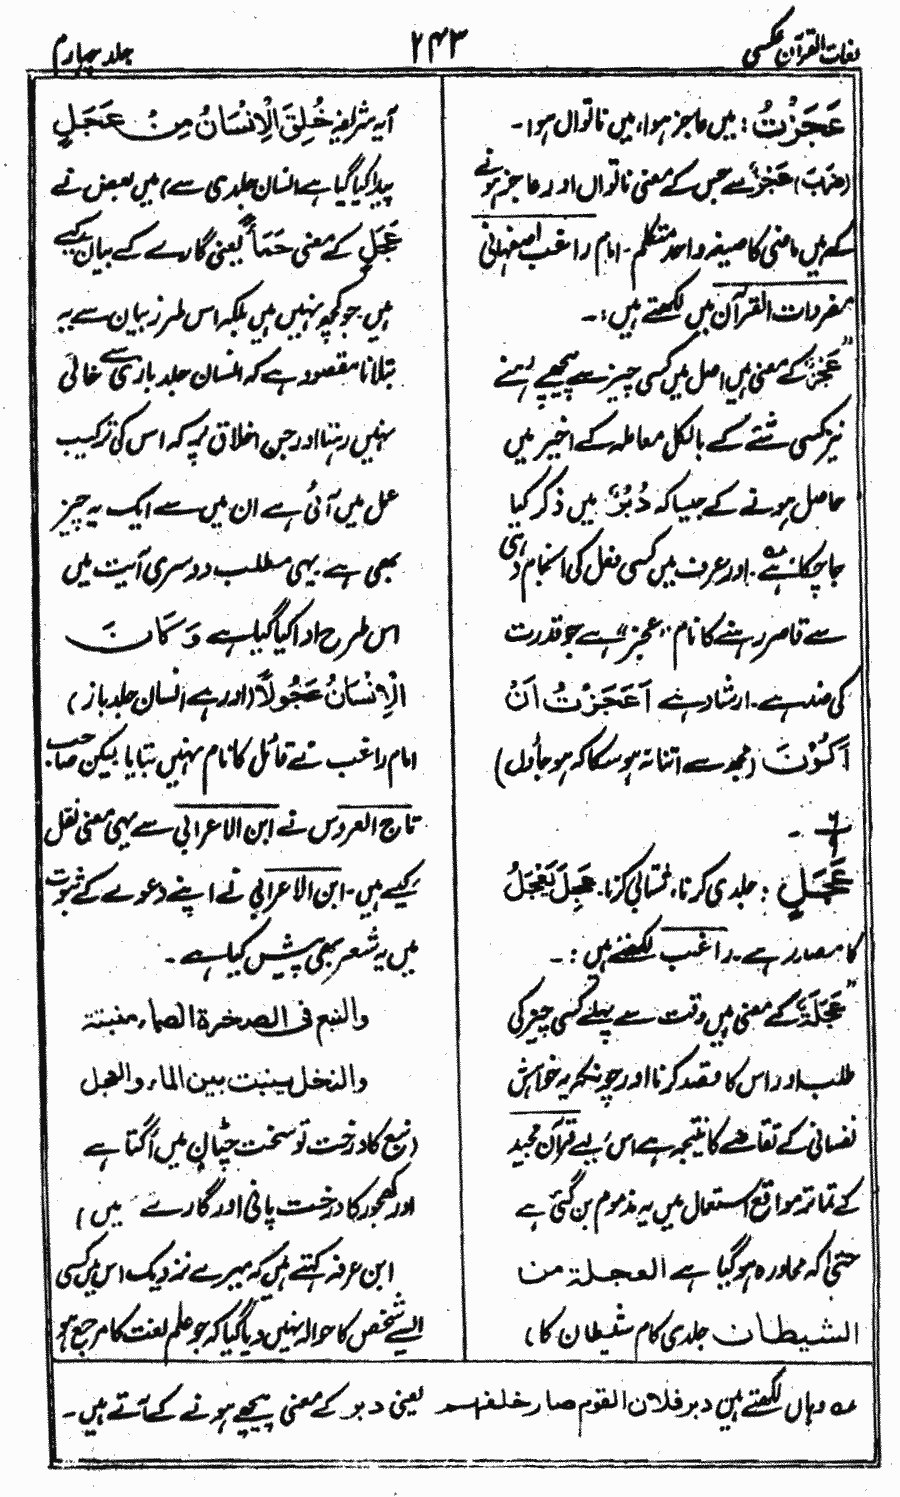 لغات القرآن عکسی
۲۴۳
جلد چہارم
عَجَزْتُ : میں عاجز ہوا، میں ناتواں ہوا۔
(ضَرَبَ) عَجْزٌ سے جس کے معنی ناتواں اور عاجز ہونے
کے ہیں ماضی کا صیغہ واحد متکلم۔ امام راغب اصفہانی
مفردات القرآن میں لکھتے ہیں :۔
"عَجْزٌ کے معنی ہیں اصل میں کسی چیز سے پیچھے رہنے
نیز کسی شئے کے بالکل معاملہ کے اخیر میں
حاصل ہونے کے جیسا کہ دُبُرٌ میں ذکر کیا
جا چکا ہے۔ اور عرف میں کسی فعل کی انجام دہی
سے قاصر رہنے کا نام "عجز" ہے جو قدرت
کی ضد ہے۔ ارشاد ہے أَعَجَزْتُ أَنْ
أَكُوْنَ (مجھ سے اتنا نہ ہوسکا کہ ہوجاؤں)
۶
عَجَلٍ : جلدی کرنا، شتابی کرنا۔ عَجِلَ یَعْجَلُ
کا مصدر ہے۔ راغب لکھتے ہیں :۔
"عَجَلَةٌ کے معنی ہیں وقت سے پہلے کسی چیز کی
طلب اور اس کا قصد کرنا اور چونکہ یہ خواہش
نفسانی کے تقاضے کا نتیجہ ہے اس لیے قرآن مجید
کے تمام تر مواقع استعمال میں یہ مذموم بن گئی ہے
حتیٰ کہ محاورہ ہوگیا ہے العجلة من
الشیطان (جلدی کام شیطان کا)
آیہ شریفہ خُلِقَ الْاِنْسَانُ مِنْ عَجَلٍ
پیدا کیا گیا ہے انسان جلدی سے) میں بعض نے
عَجَلٍ کے معنی حَمَأٍ یعنی گارے کے بیان کیے
ہیں۔ جو کچھ نہیں ہیں بلکہ اس طرز بیان سے یہ
بتلانا مقصود ہے کہ انسان جلد بازی سے خالی
نہیں رہتا اور جن اخلاق پر کہ اس کی ترکیب
عمل میں آئی ہے ان میں سے ایک یہ چیز
بھی ہے یہی مطلب دوسری آیت میں
اس طرح ادا کیا گیا ہے وَكَانَ
الْاِنْسَانُ عَجُولًا (اور ہے انسان جلد باز)
امام راغب نے قائل کا نام نہیں بتایا لیکن صاحب
تاج العروس نے ابن الاعرابی سے یہی معنی نقل
کیے ہیں۔ ابن الاعرابی نے اپنے دعوے کے ثبوت
میں یہ شعر بھی پیش کیا ہے۔
والنبع فی الصخرة الصماء منبتة
والنخل ینبت بین الماء والعجل
(نبع کا درخت تو سخت چٹان میں اگتا ہے
اور کھجور کا درخت پانی اور گارے میں)
ابن عرفہ کہتے ہیں کہ میرے نزدیک اس میں کسی
ایسے شخص کا حوالہ نہیں دیا گیا کہ جو علم لغت کا مرجع ہو
؎ وہاں لکھتے ہیں دبر فلان القوم صار خلفهم یعنی دبر کے معنی پیچھے ہونے کے آتے ہیں۔